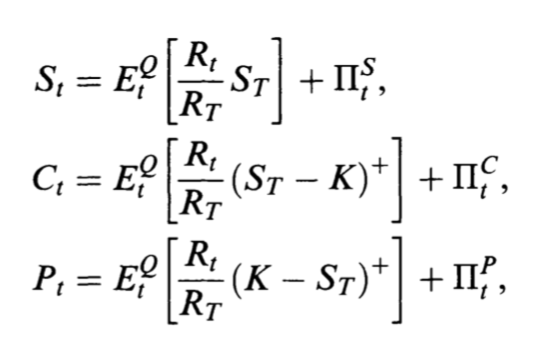 S_t = E_t^Q [ R_t / R_T S_T ] + Π_t^S,
C_t = E_t^Q [ R_t / R_T (S_T − K)^+ ] + Π_t^C,
P_t = E_t^Q [ R_t / R_T (K − S_T)^+ ] + Π_t^P,